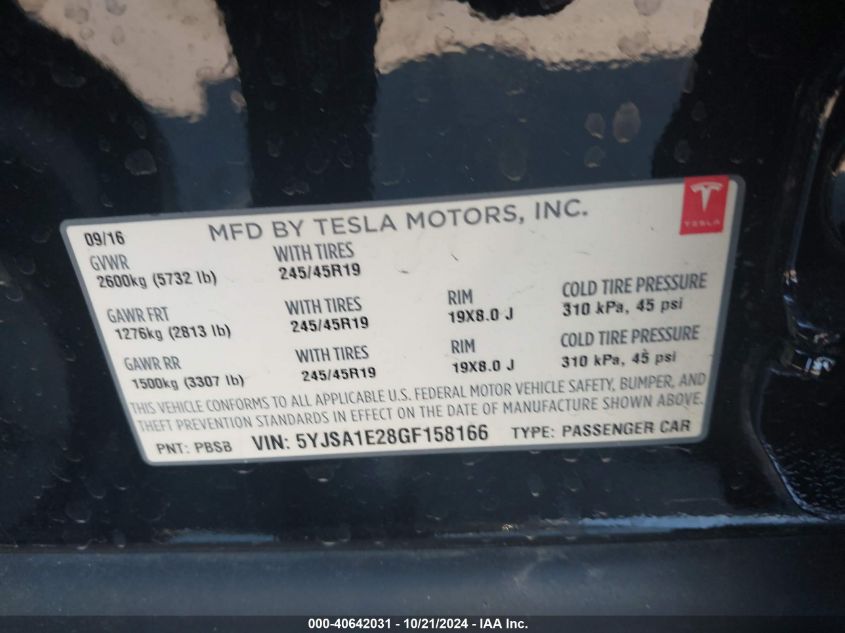 09/16
MFD BY TESLA MOTORS, INC.
TESLA
GVWR
2600kg (5732 lb)
WITH TIRES
245/45R19
GAWR FRT
1276kg (2813 lb)
WITH TIRES
245/45R19
RIM
19X8.0 J
COLD TIRE PRESSURE
310 kPa, 45 psi
GAWR RR
1500kg (3307 lb)
WITH TIRES
245/45R19
RIM
19X8.0 J
COLD TIRE PRESSURE
310 kPa, 45 psi
THIS VEHICLE CONFORMS TO ALL APPLICABLE U.S. FEDERAL MOTOR VEHICLE SAFETY, BUMPER, AND
THEFT PREVENTION STANDARDS IN EFFECT ON THE DATE OF MANUFACTURE SHOWN ABOVE.
PNT: PBSB VIN: 5YJSA1E28GF158166 TYPE: PASSENGER CAR
000-40642031 - 10/21/2024 - IAA Inc.